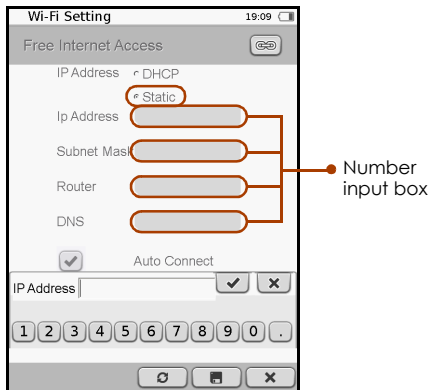 Wi-Fi Setting 19:09
Free Internet Access
IP Address DHCP
Static
Ip Address
Subnet Mask
Router
DNS
Number
input box
Auto Connect
IP Address
1 2 3 4 5 6 7 8 9 0 .